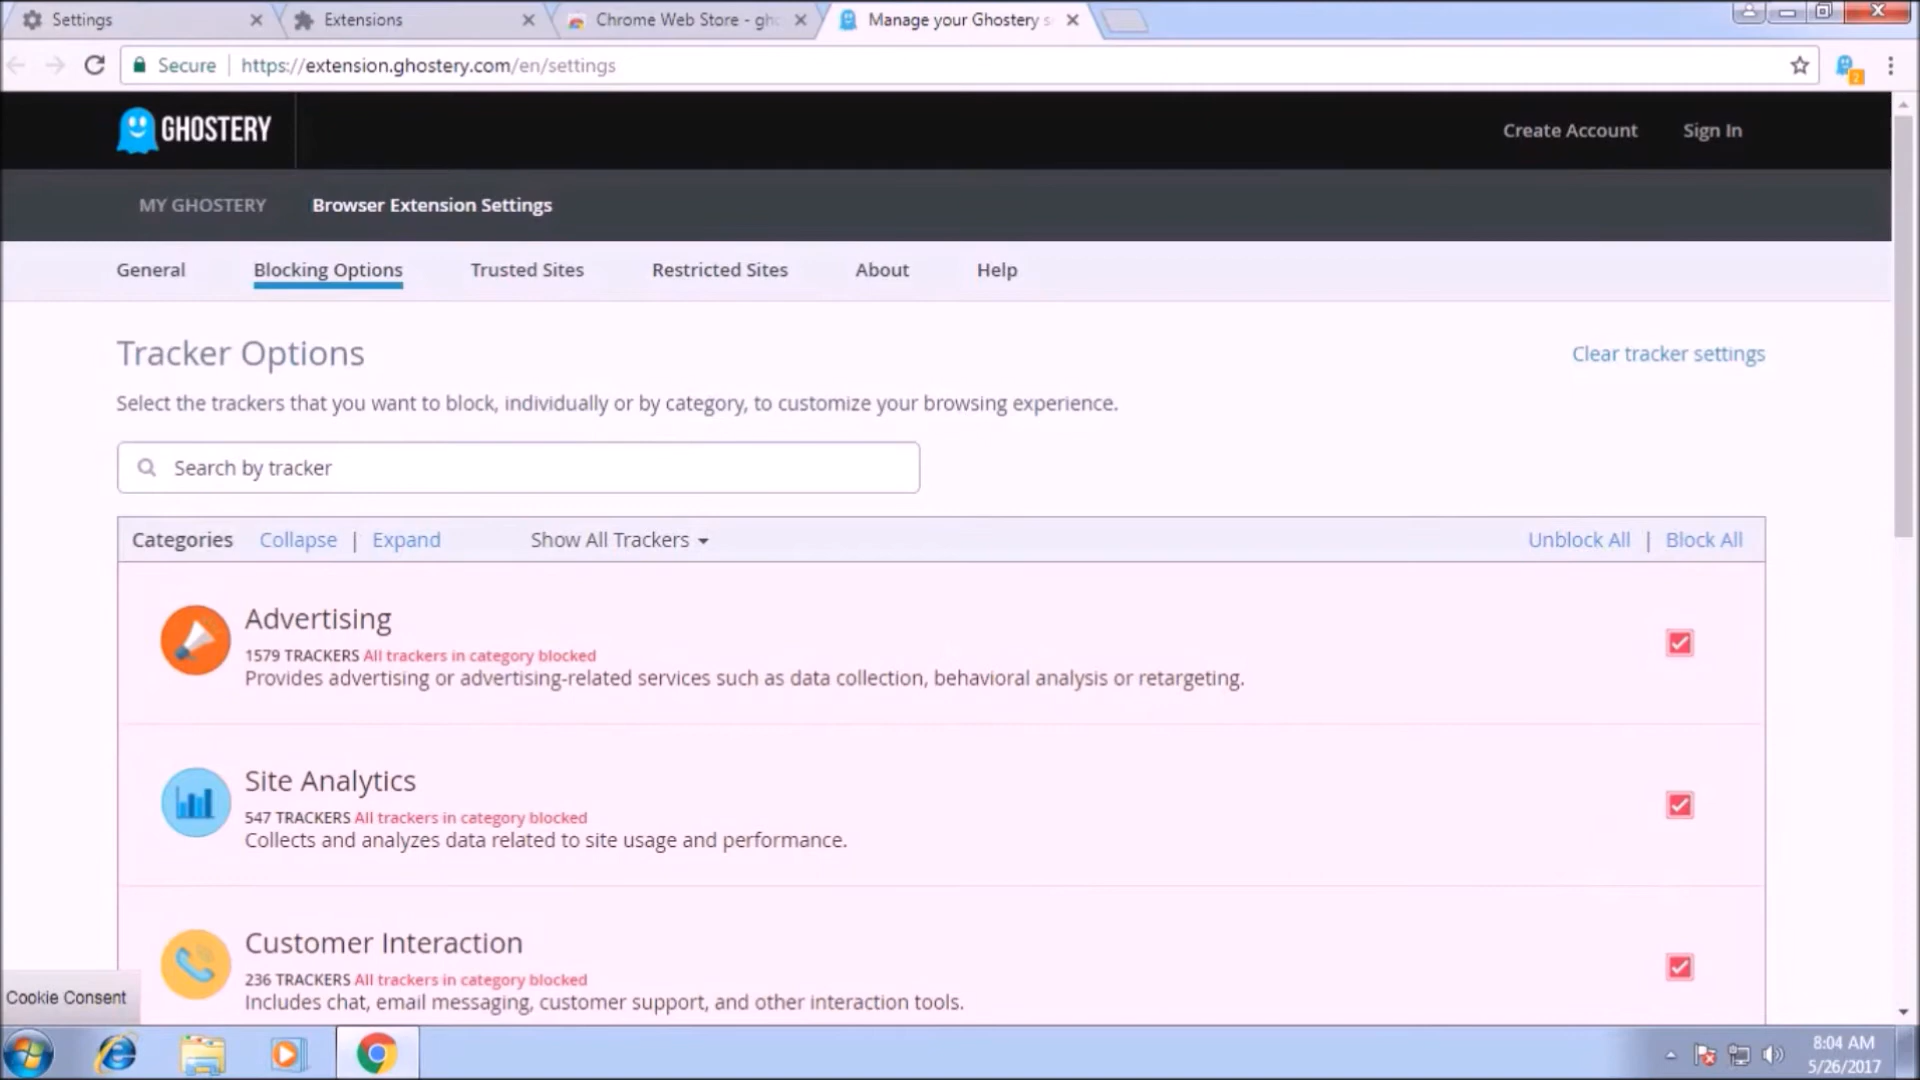 Settings
Extensions
Chrome Web Store - gh
Manage your Ghostery s
Secure
https://extension.ghostery.com/en/settings
2
GHOSTERY
Create Account
Sign In
MY GHOSTERY
Browser Extension Settings
General
Blocking Options
Trusted Sites
Restricted Sites
About
Help
Tracker Options
Clear tracker settings
Select the trackers that you want to block, individually or by category, to customize your browsing experience.
Search by tracker
Categories
Collapse | Expand
Show All Trackers
Unblock All | Block All
Advertising
1579 TRACKERS All trackers in category blocked
Provides advertising or advertising-related services such as data collection, behavioral analysis or retargeting.
Site Analytics
547 TRACKERS All trackers in category blocked
Collects and analyzes data related to site usage and performance.
Customer Interaction
236 TRACKERS All trackers in category blocked
Includes chat, email messaging, customer support, and other interaction tools.
Cookie Consent
8:04 AM
5/26/2017